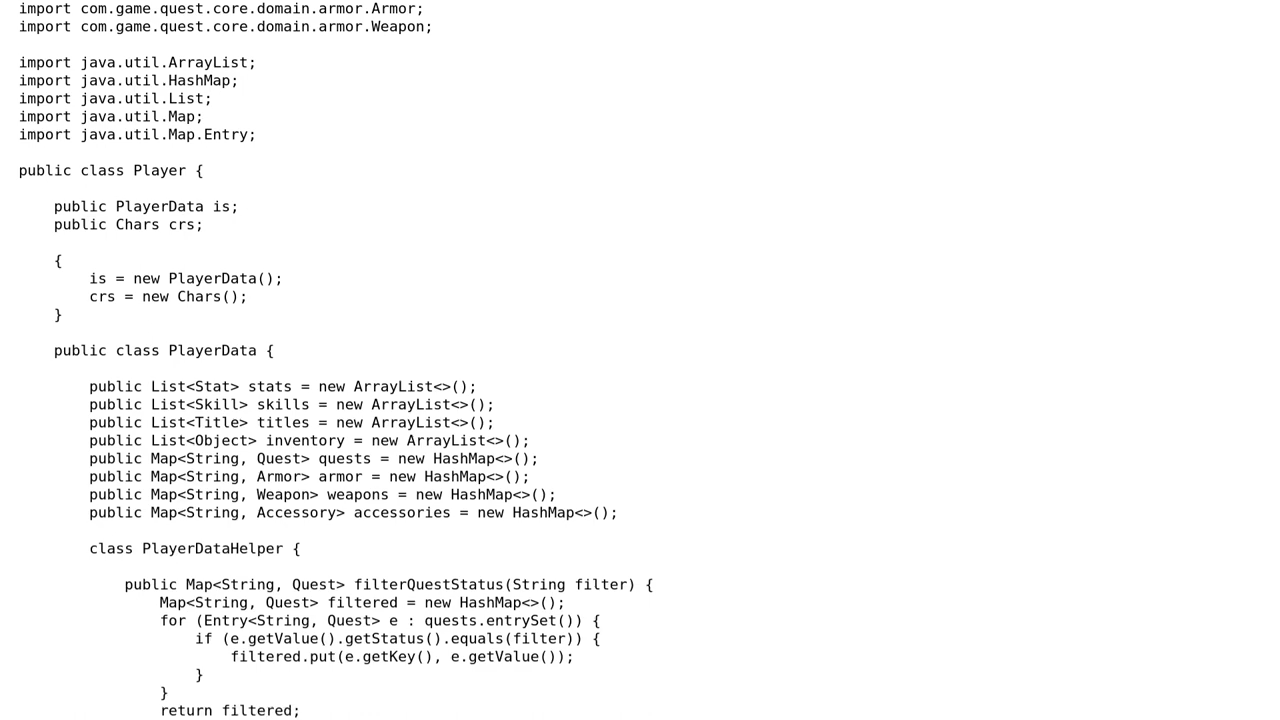 import com.game.quest.core.domain.armor.Armor;
import com.game.quest.core.domain.armor.Weapon;
import java.util.ArrayList;
import java.util.HashMap;
import java.util.List;
import java.util.Map;
import java.util.Map.Entry;
public class Player {
public PlayerData is;
public Chars crs;
{
is = new PlayerData();
crs = new Chars();
}
public class PlayerData {
public List<Stat> stats = new ArrayList<>();
public List<Skill> skills = new ArrayList<>();
public List<Title> titles = new ArrayList<>();
public List<Object> inventory = new ArrayList<>();
public Map<String, Quest> quests = new HashMap<>();
public Map<String, Armor> armor = new HashMap<>();
public Map<String, Weapon> weapons = new HashMap<>();
public Map<String, Accessory> accessories = new HashMap<>();
class PlayerDataHelper {
public Map<String, Quest> filterQuestStatus(String filter) {
Map<String, Quest> filtered = new HashMap<>();
for (Entry<String, Quest> e : quests.entrySet()) {
if (e.getValue().getStatus().equals(filter)) {
filtered.put(e.getKey(), e.getValue());
}
}
return filtered;